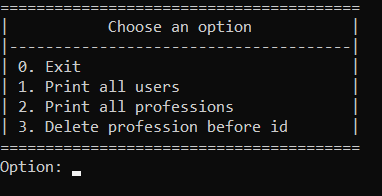 ========================================
|           Choose an option           |
|--------------------------------------|
| 0. Exit                              |
| 1. Print all users                   |
| 2. Print all professions             |
| 3. Delete profession before id       |
========================================
Option: